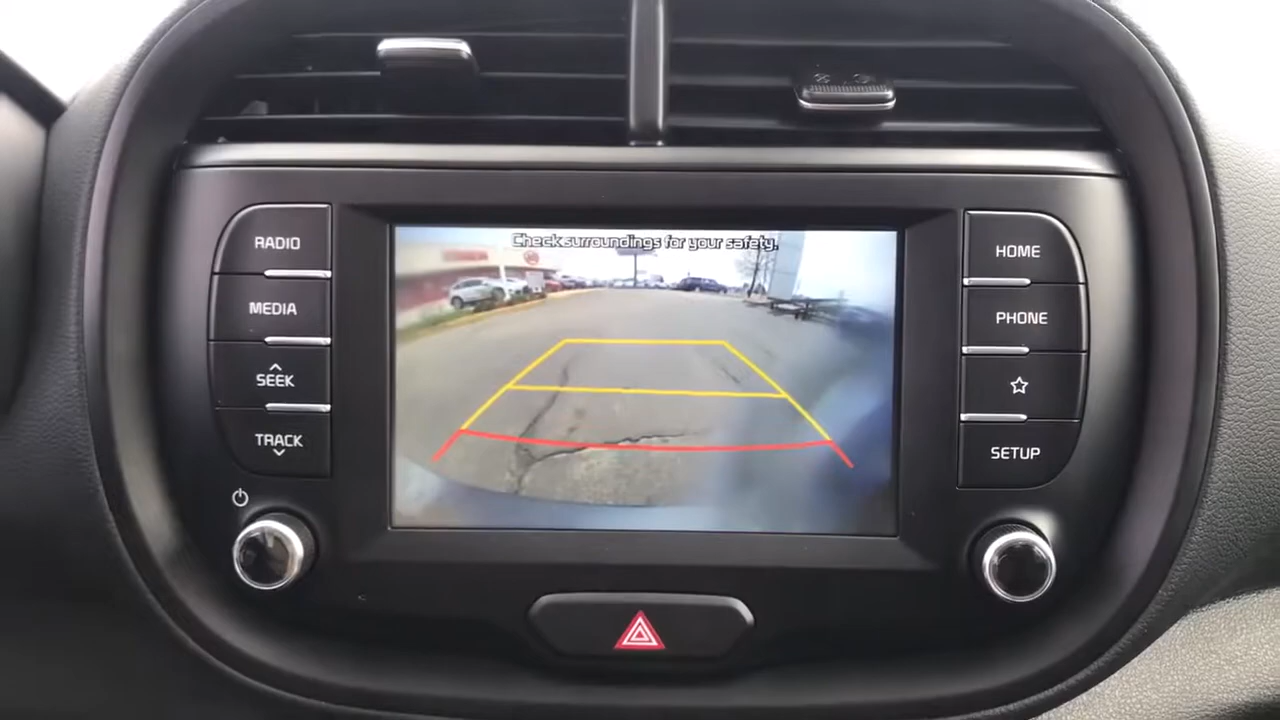 Check surroundings for your safety.
RADIO
MEDIA
SEEK
TRACK
HOME
PHONE
SETUP